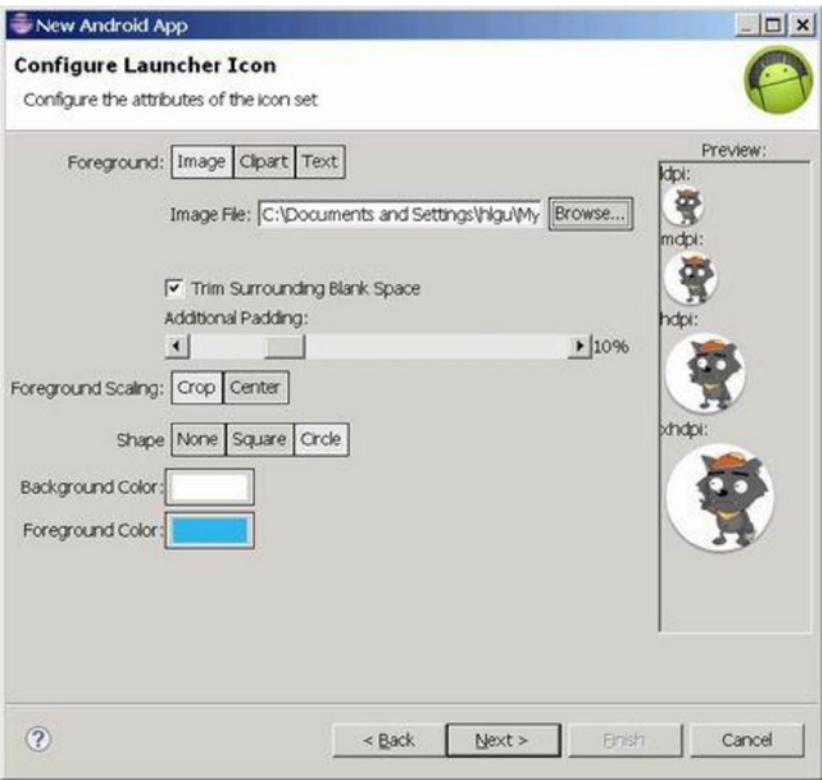 New Android App
Configure Launcher Icon
Configure the attributes of the icon set
Foreground: Image Clipart Text
Image File: C:\Documents and Settings\hlgu\My Browse...
Trim Surrounding Blank Space
Additional Padding:
10%
Foreground Scaling: Crop Center
Shape None Square Circle
Background Color:
Foreground Color:
Preview:
ldpi:
mdpi:
hdpi:
xhdpi:
< Back Next > Finish Cancel